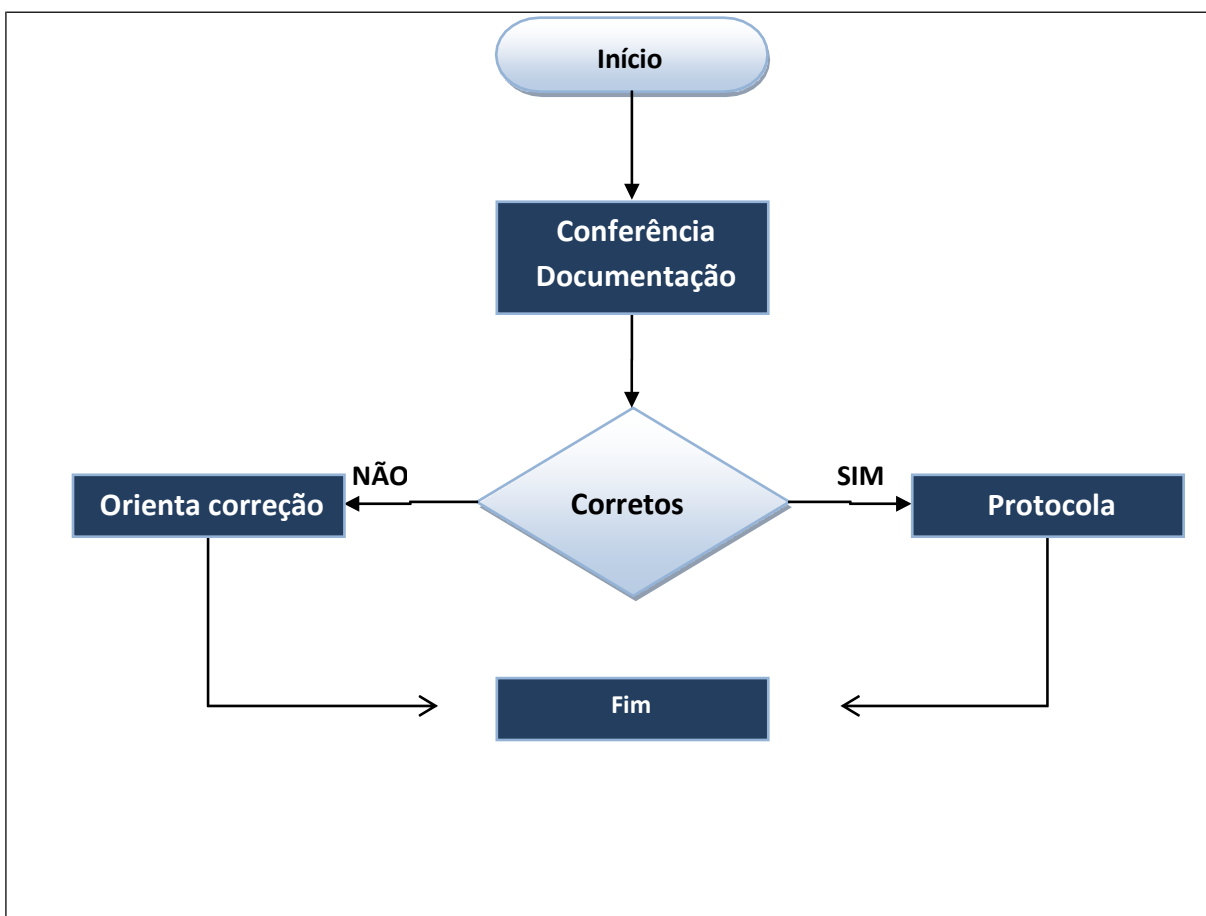 Início
Conferência
Documentação
NÃO
SIM
Orienta correção
Corretos
Protocola
Fim